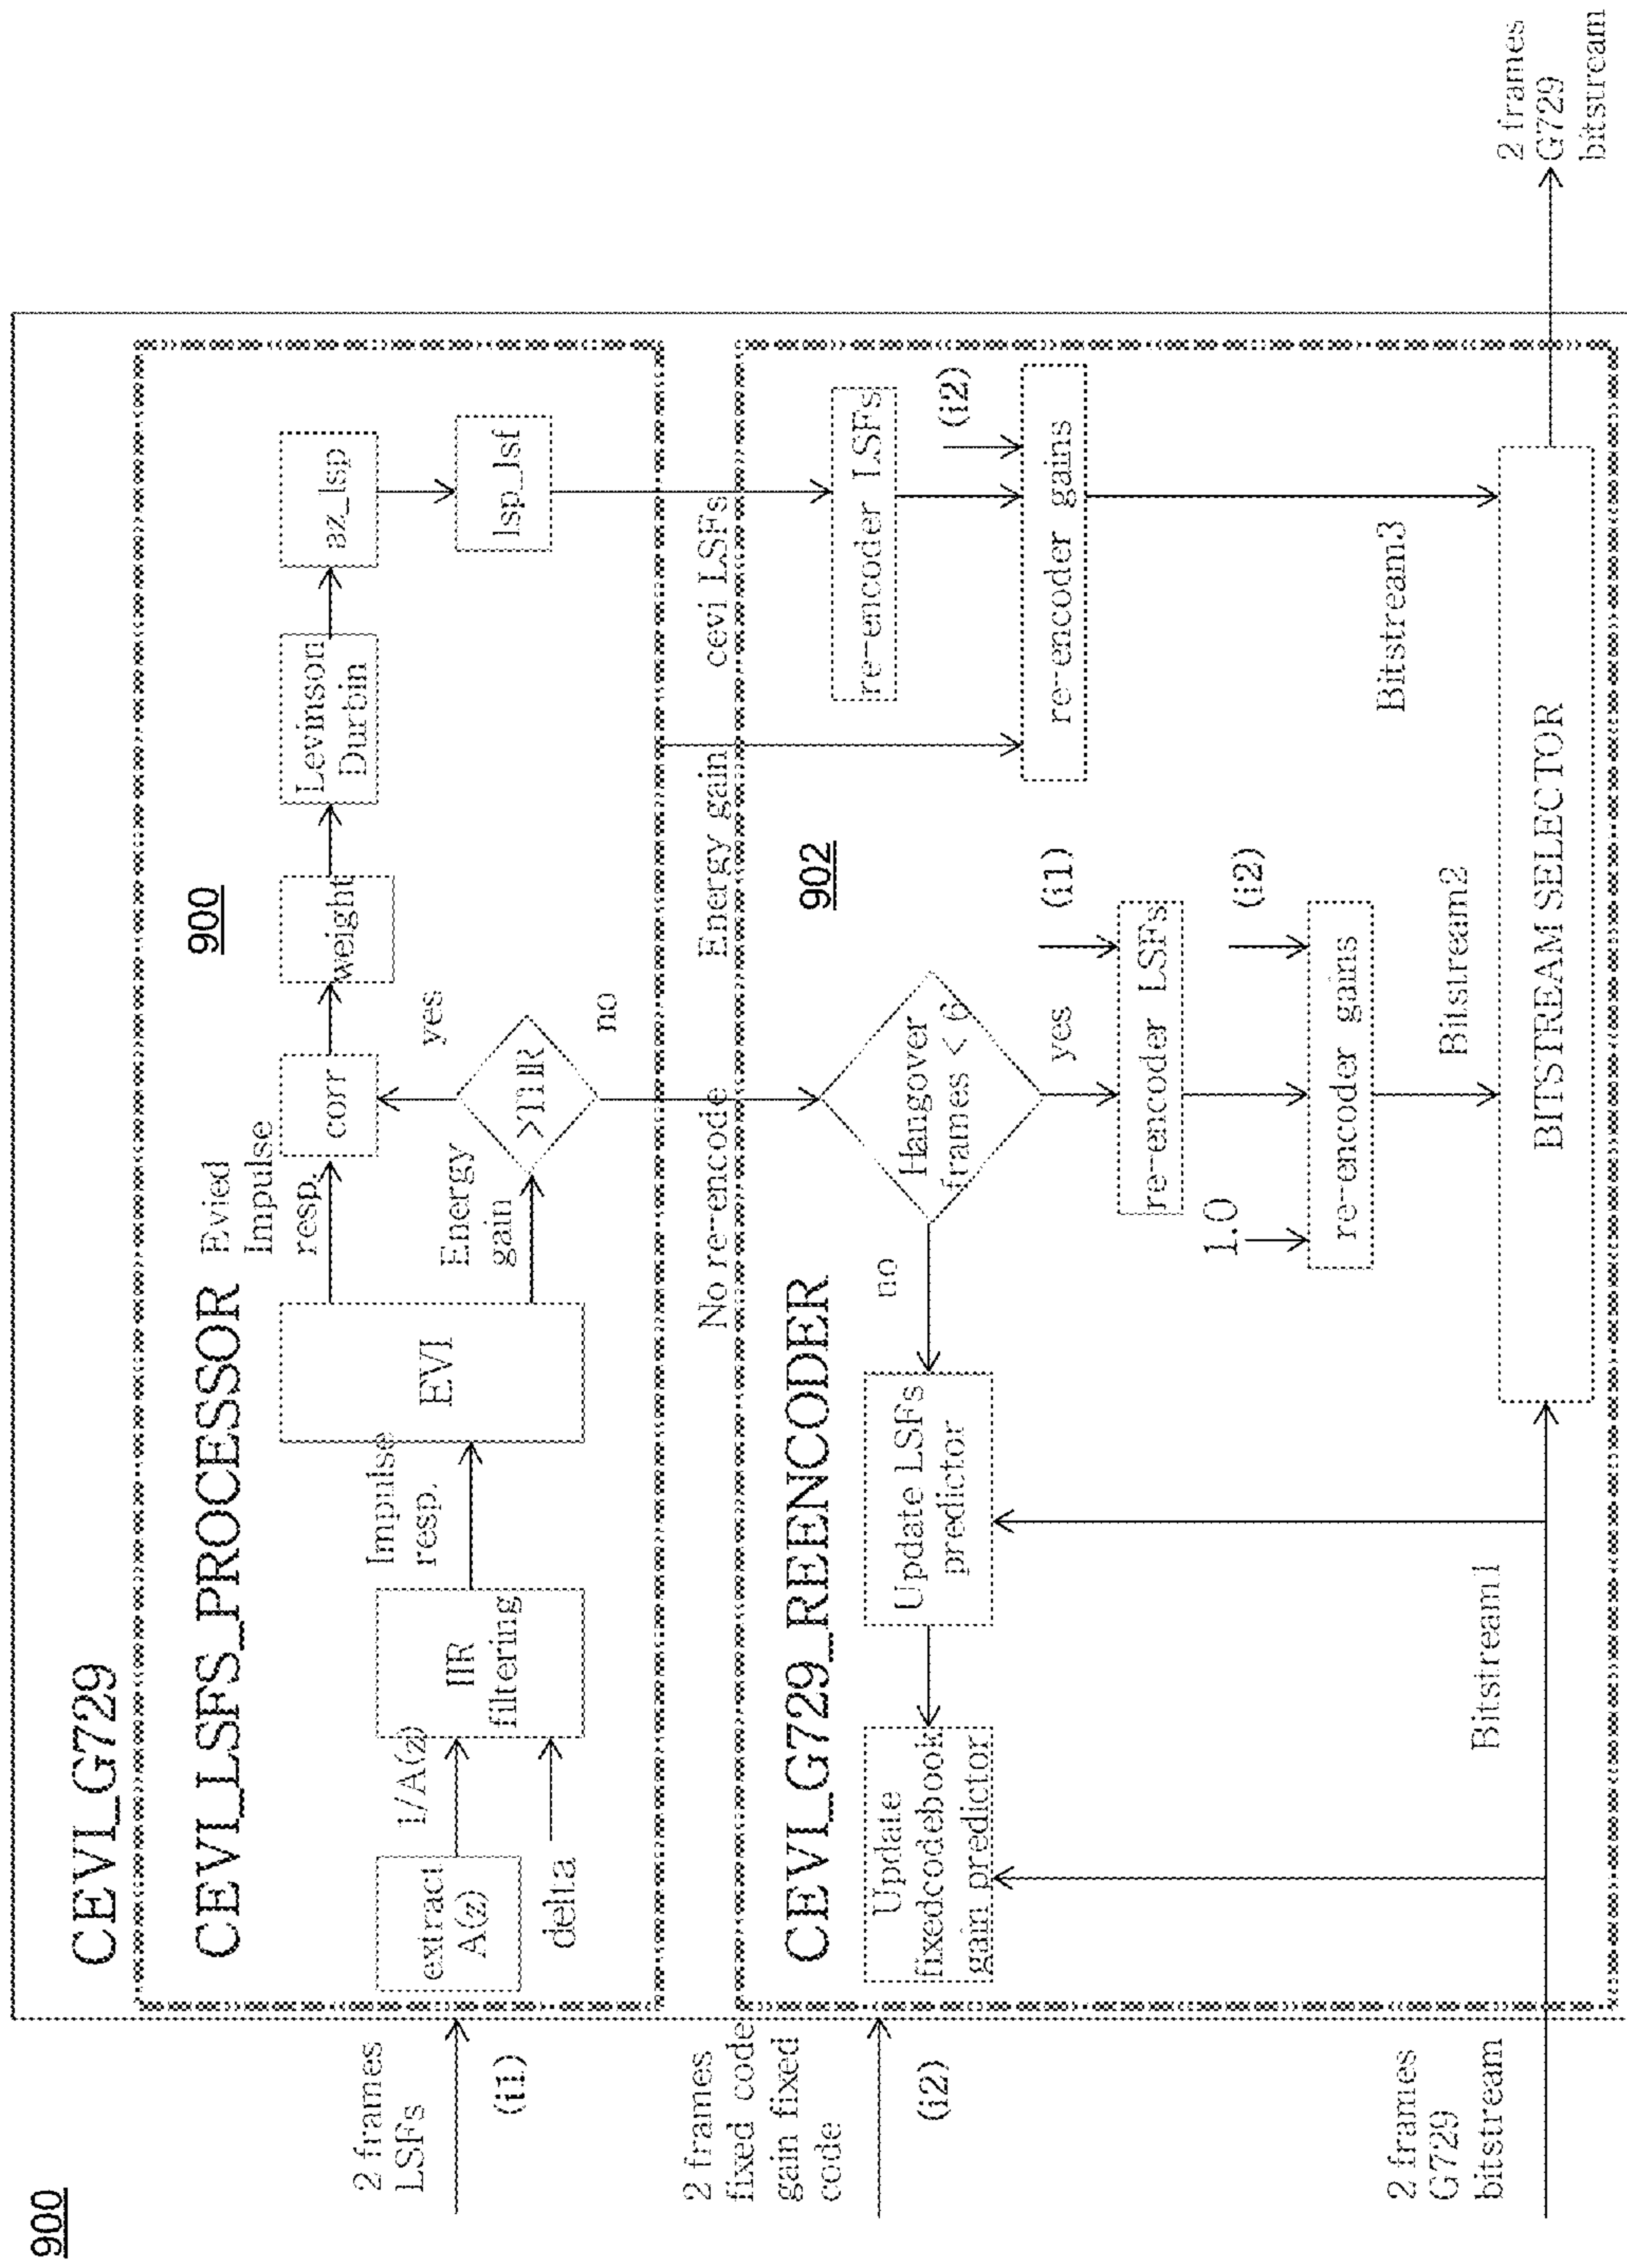 900
CEVI_G729
CEVI_LSFS_PROCESSOR
900
2 frames
LSFs
(i1)
extract
A(z)
1/A(z)
delta
IIR
filtering
Impulse
resp.
EVI
Evied
Impulse
resp.
Energy
gain
>THR
yes
no
corr
weight
Levinson
Durbin
az_lsp
lsp_lsf
No re-encode
Energy gain
cevi LSFs
CEVI_G729_REENCODER
902
2 frames
fixed code
gain fixed
code
(i2)
Update
fixedcodebook
gain predictor
Update LSFs
predictor
no
Hangover
frames < 6
yes
(i1)
re-encoder LSFs
1.0
(i2)
re-encoder gains
re-encoder LSFs
(i2)
re-encoder gains
Bitstream1
Bitstream2
Bitstream3
BITSTREAM SELECTOR
2 frames
G729
bitstream
2 frames
G729
bitstream